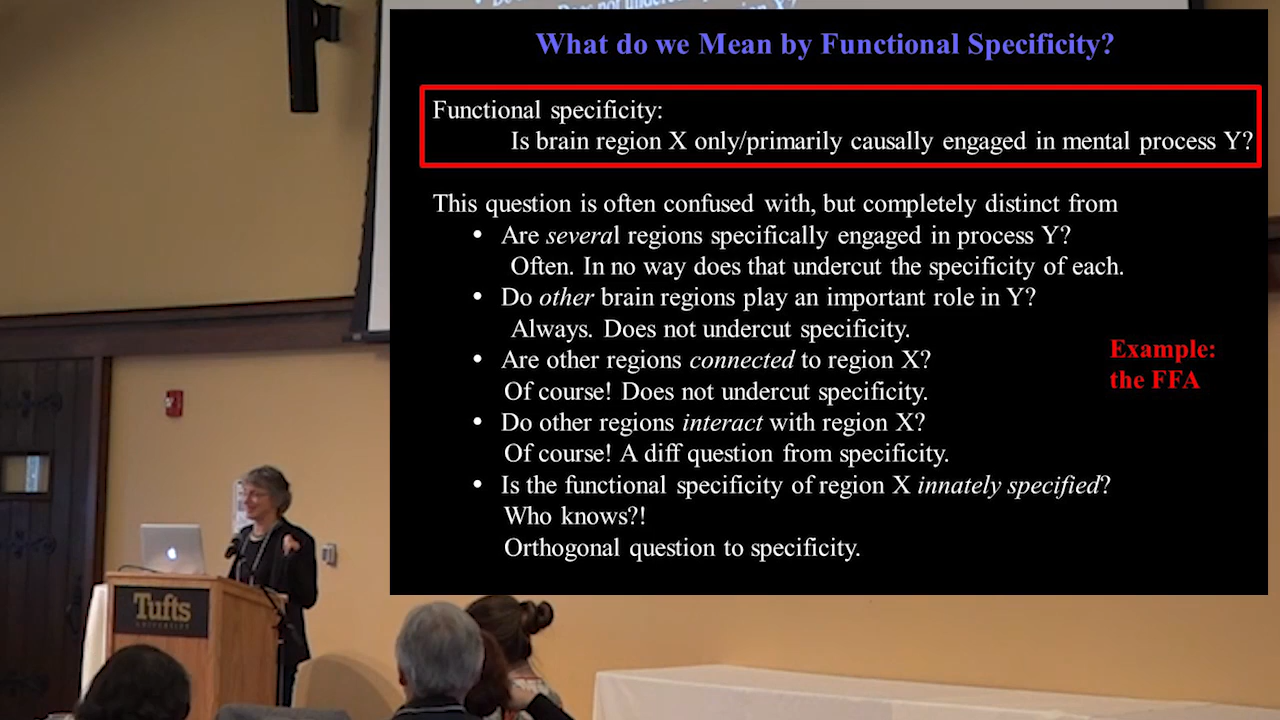 What do we Mean by Functional Specificity?
Functional specificity:
Is brain region X only/primarily causally engaged in mental process Y?
This question is often confused with, but completely distinct from
• Are several regions specifically engaged in process Y?
Often. In no way does that undercut the specificity of each.
• Do other brain regions play an important role in Y?
Always. Does not undercut specificity.
• Are other regions connected to region X?
Of course! Does not undercut specificity.
• Do other regions interact with region X?
Of course! A diff question from specificity.
• Is the functional specificity of region X innately specified?
Who knows?!
Orthogonal question to specificity.
Example:
the FFA
Tufts
UNIVERSITY